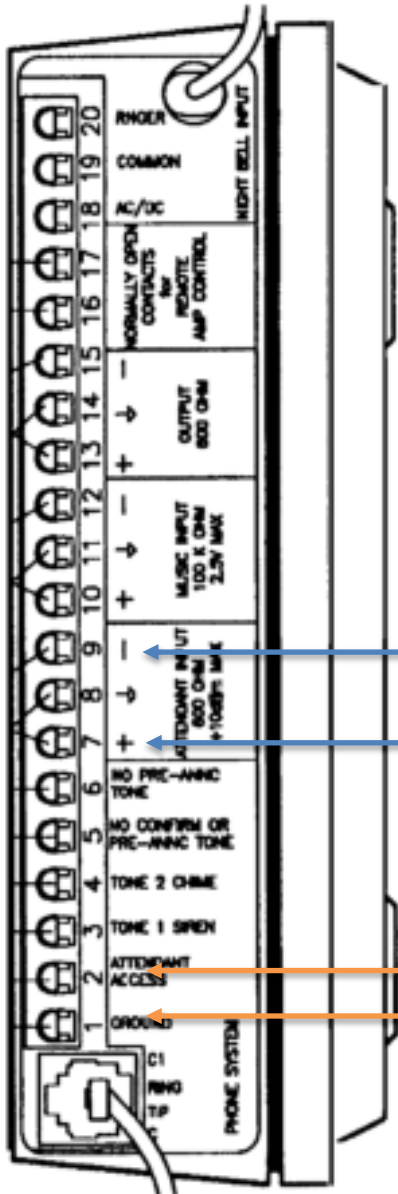 20 RINGER
19 COMMON
18 AC/DC
NIGHT BELL INPUT
17
16
NORMALLY OPEN
CONTACTS
for
REMOTE
AMP CONTROL
15 −
14
13 +
OUTPUT
600 OHM
12 −
11
10 +
MUSIC INPUT
100 K OHM
2.5V MAX
9 −
8
7 +
ATTENDANT INPUT
600 OHM
+10dBm MAX
6 NO PRE-ANNC
TONE
5 NO CONFIRM OR
PRE-ANNC TONE
4 TONE 2 CHIME
3 TONE 1 SIREN
2 ATTENDANT
ACCESS
1 GROUND
C1
RING
TIP
PHONE SYSTEM